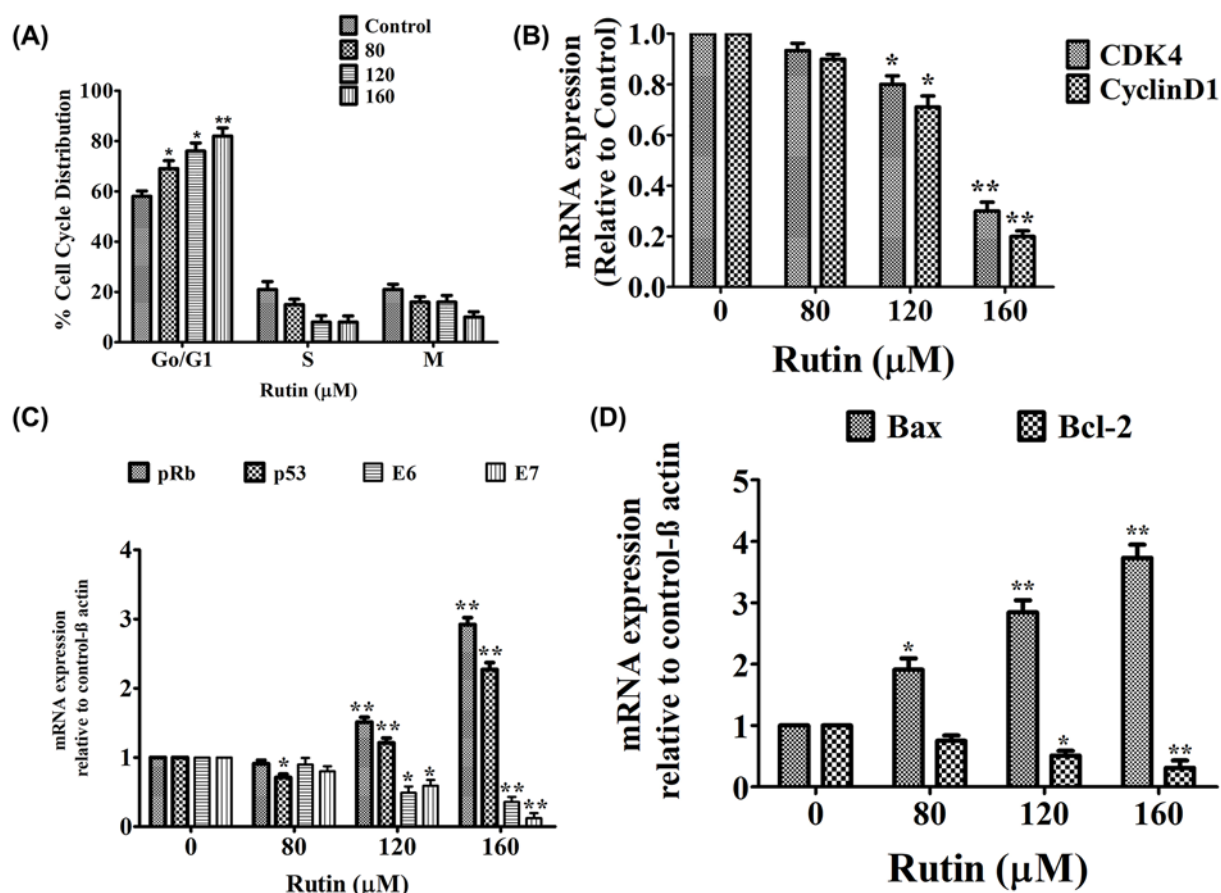 (A)
Control
80
120
160
% Cell Cycle Distribution
100
80
60
40
20
0
*
*
**
Go/G1 S M
Rutin (µM)
(B)
mRNA expression
(Relative to Control)
1.0
0.8
0.6
0.4
0.2
0.0
CDK4
CyclinD1
*
*
**
**
0 80 120 160
Rutin (µM)
(C)
pRb p53 E6 E7
mRNA expression
relative to control-ß actin
4
3
2
1
0
*
**
**
*
*
**
**
**
**
0 80 120 160
Rutin (µM)
(D)
Bax Bcl-2
mRNA expression
relative to control-ß actin
5
4
3
2
1
0
*
**
*
**
**
0 80 120 160
Rutin (µM)